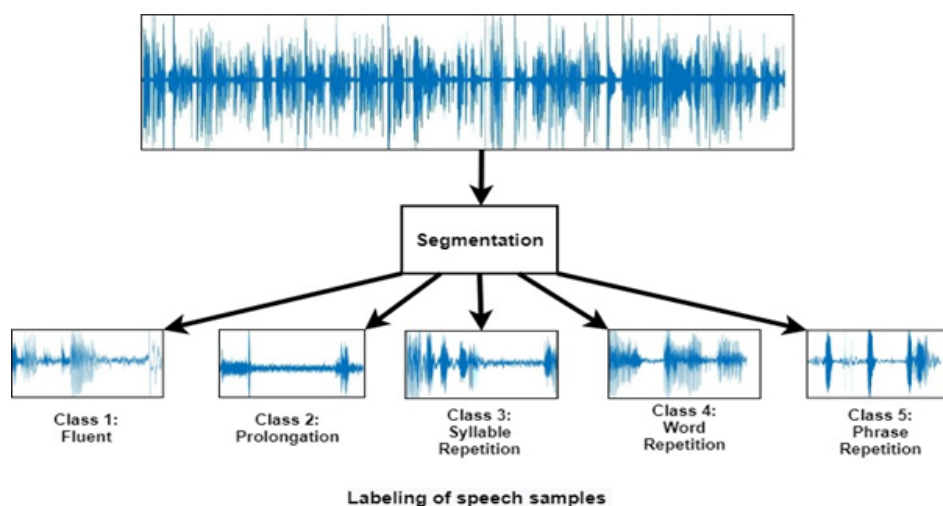 Segmentation
Class 1:
Fluent
Class 2:
Prolongation
Class 3:
Syllable
Repetition
Class 4:
Word
Repetition
Class 5:
Phrase
Repetition
Labeling of speech samples